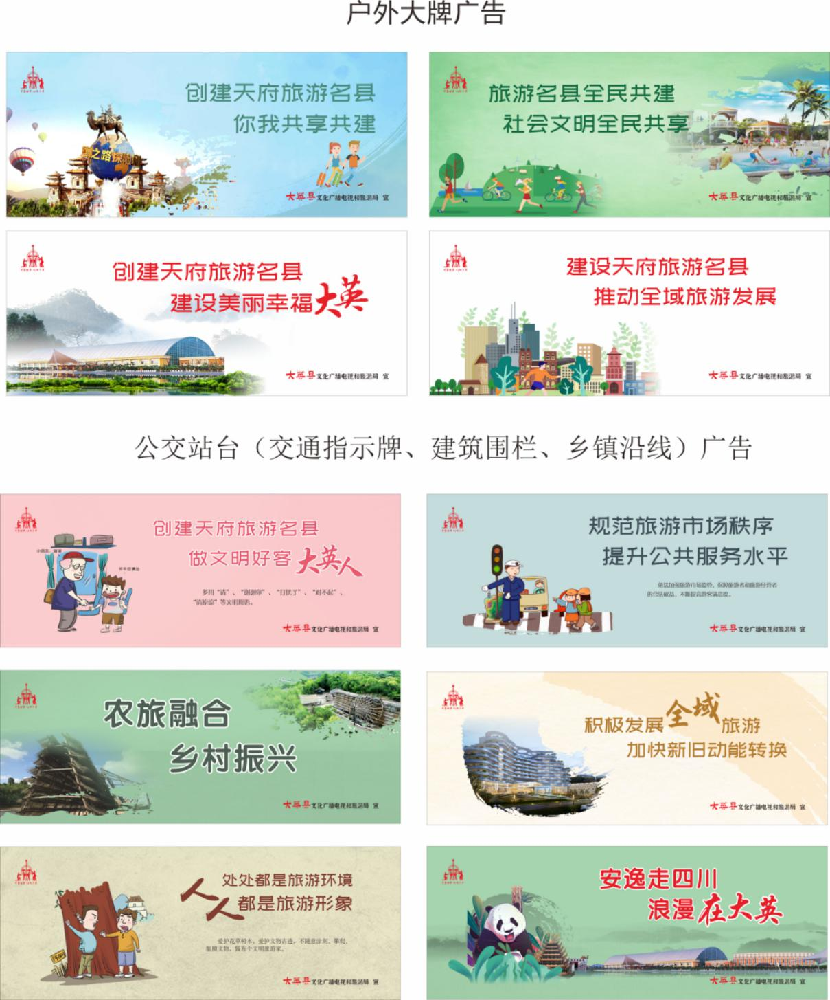 户外大牌广告
创建天府旅游名县
你我共享共建
大英县文化广播电视和旅游局 宣
旅游名县全民共建
社会文明全民共享
大英县文化广播电视和旅游局 宣
创建天府旅游名县
建设美丽幸福大英
大英县文化广播电视和旅游局 宣
建设天府旅游名县
推动全域旅游发展
大英县文化广播电视和旅游局 宣
公交站台（交通指示牌、建筑围栏、乡镇沿线）广告
创建天府旅游名县
做文明好客大英人
多用“请”、“谢谢你”、“打扰了”、“对不起”、
“请原谅”等文明用语。
大英县文化广播电视和旅游局 宣
规范旅游市场秩序
提升公共服务水平
依法加强旅游市场监管，保障旅游者和旅游经营者
的合法权益，不断提高游客满意度。
大英县文化广播电视和旅游局 宣
农旅融合
乡村振兴
大英县文化广播电视和旅游局 宣
积极发展全域旅游
加快新旧动能转换
大英县文化广播电视和旅游局 宣
人处处都是旅游环境
人都是旅游形象
爱护花草树木，爱护文物古迹，不随意涂刻、攀爬、
触摸文物，做有个文明旅游家。
大英县文化广播电视和旅游局 宣
安逸走四川
浪漫在大英
大英县文化广播电视和旅游局 宣